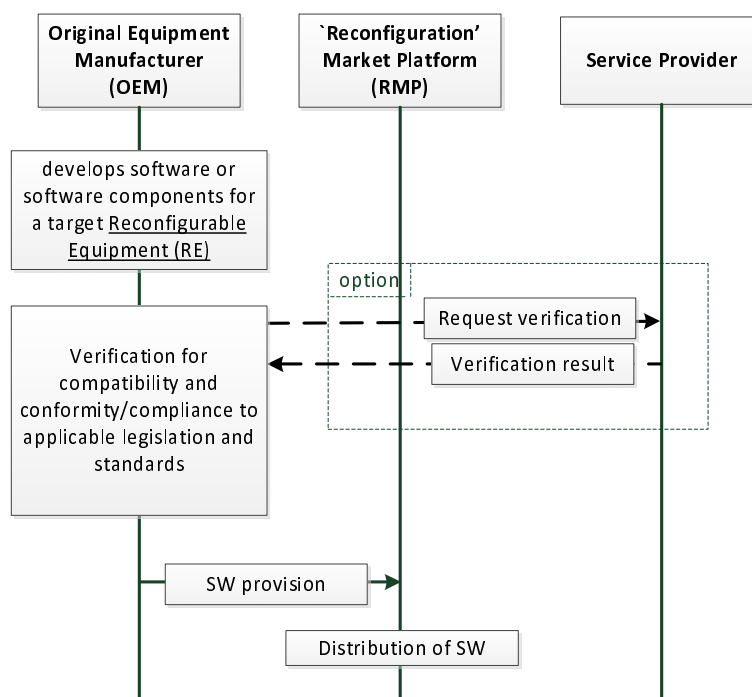 Original Equipment
Manufacturer
(OEM)
`Reconfiguration’
Market Platform
(RMP)
Service Provider
develops software or
software components for
a target Reconfigurable
Equipment (RE)
option
Request verification
Verification result
Verification for
compatibility and
conformity/compliance to
applicable legislation and
standards
SW provision
Distribution of SW